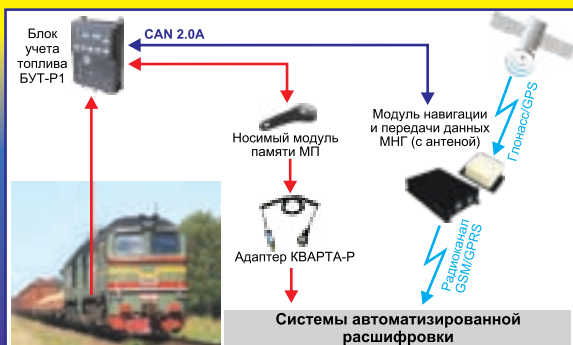 Блок
учета
топлива
БУТ-Р1
CAN 2.0A
Носимый модуль
памяти МП
Адаптер КВАРТА-Р
Модуль навигации
и передачи данных
МНГ (с антеной)
Глонасс/GPS
Радиоканал
GSM/GPRS
Системы автоматизированной
расшифровки